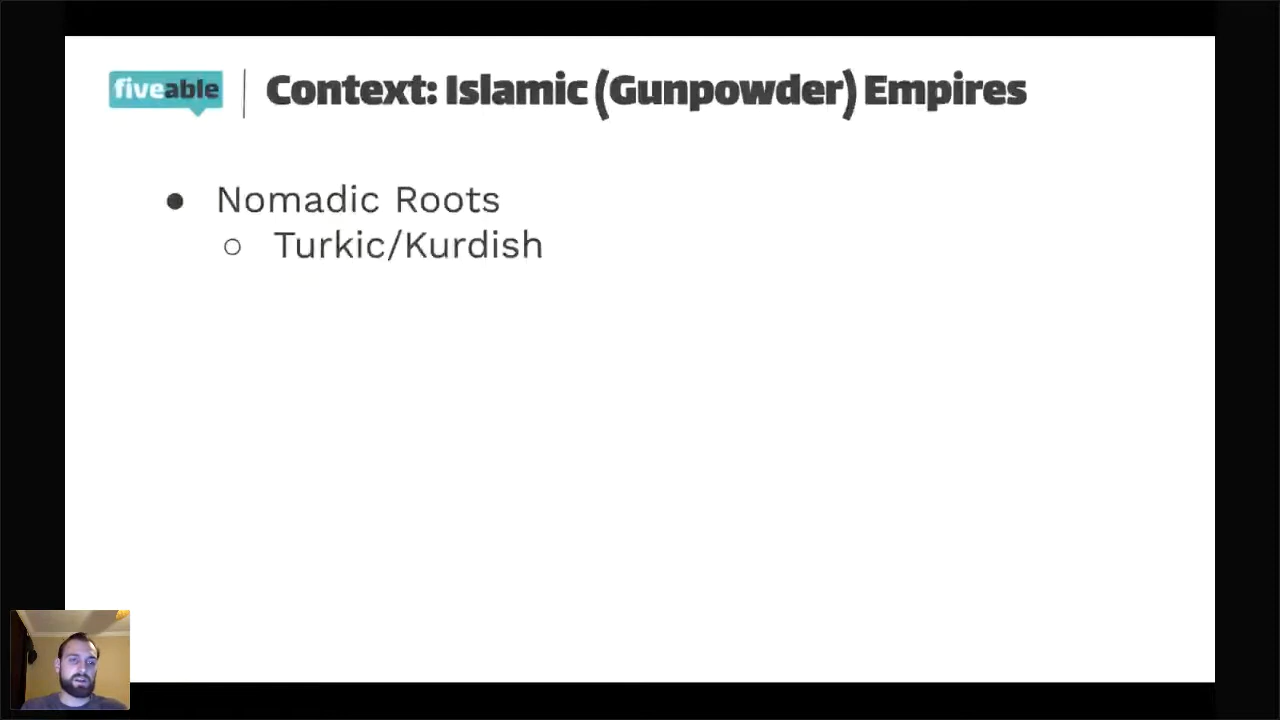 fiveable
Context: Islamic (Gunpowder) Empires
● Nomadic Roots
○ Turkic/Kurdish